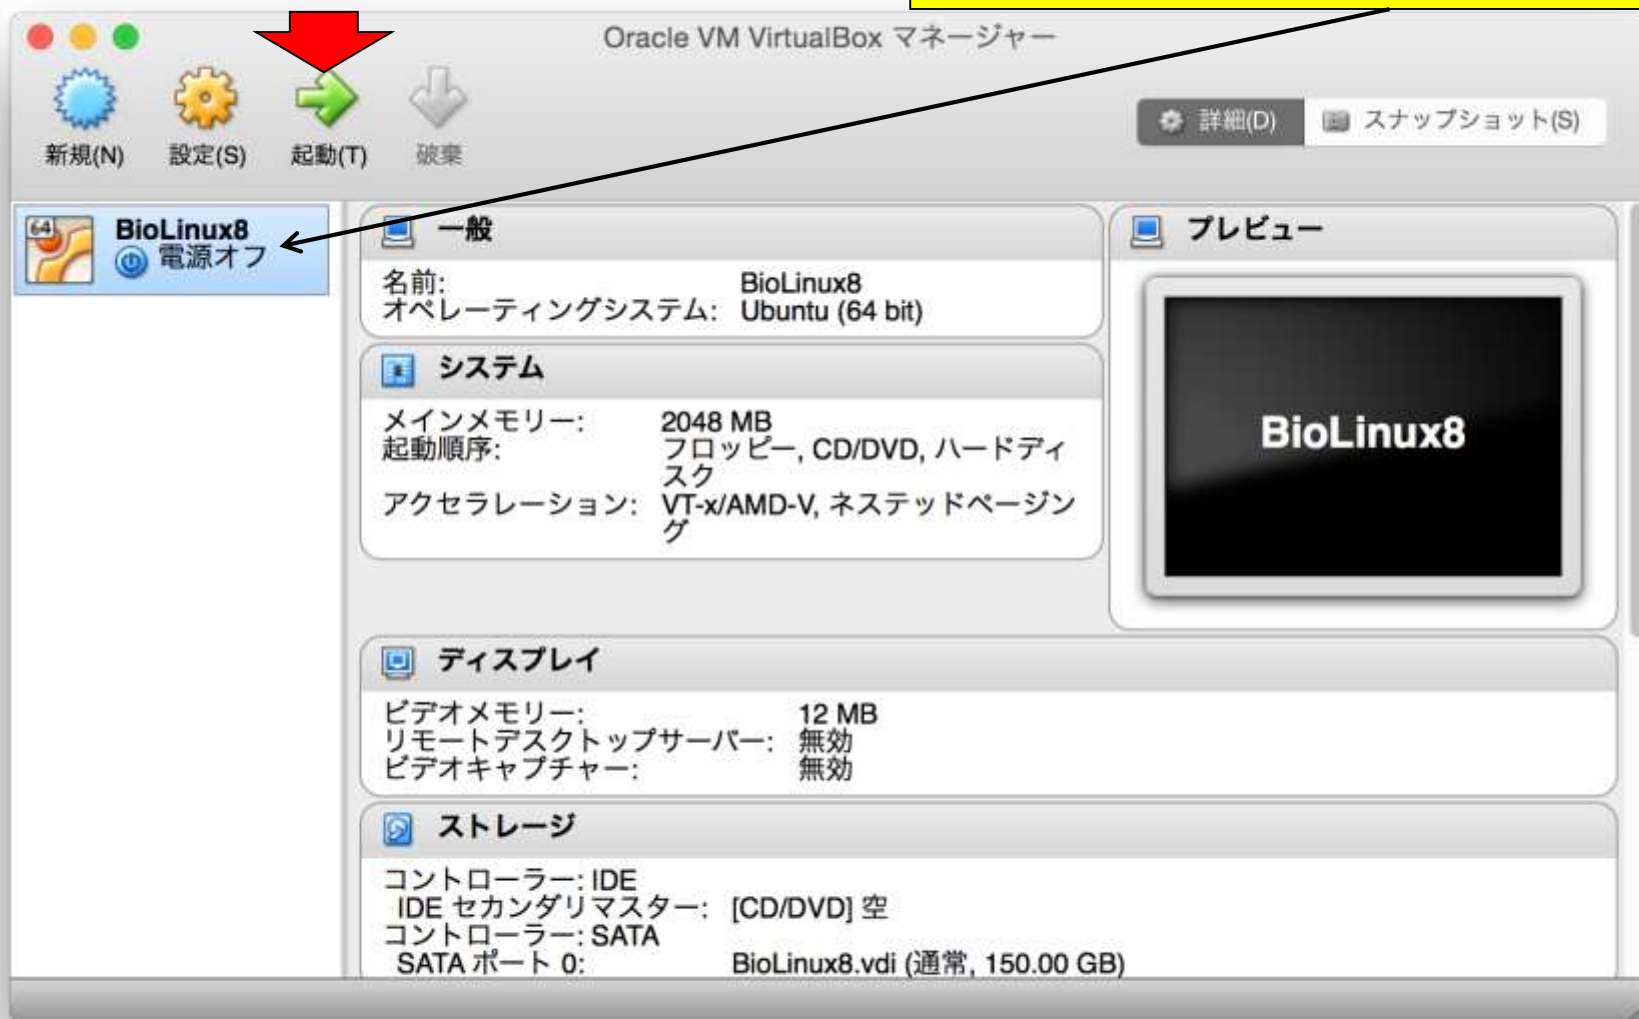 Oracle VM VirtualBox マネージャー
新規(N)
設定(S)
起動(T)
破棄
詳細(D)
スナップショット(S)
64
BioLinux8
電源オフ
一般
名前: BioLinux8
オペレーティングシステム: Ubuntu (64 bit)
システム
メインメモリー: 2048 MB
起動順序: フロッピー, CD/DVD, ハードディ
スク
アクセラレーション: VT-x/AMD-V, ネステッドページン
グ
プレビュー
BioLinux8
ディスプレイ
ビデオメモリー: 12 MB
リモートデスクトップサーバー: 無効
ビデオキャプチャー: 無効
ストレージ
コントローラー: IDE
IDE セカンダリマスター: [CD/DVD] 空
コントローラー: SATA
SATA ポート 0: BioLinux8.vdi (通常, 150.00 GB)